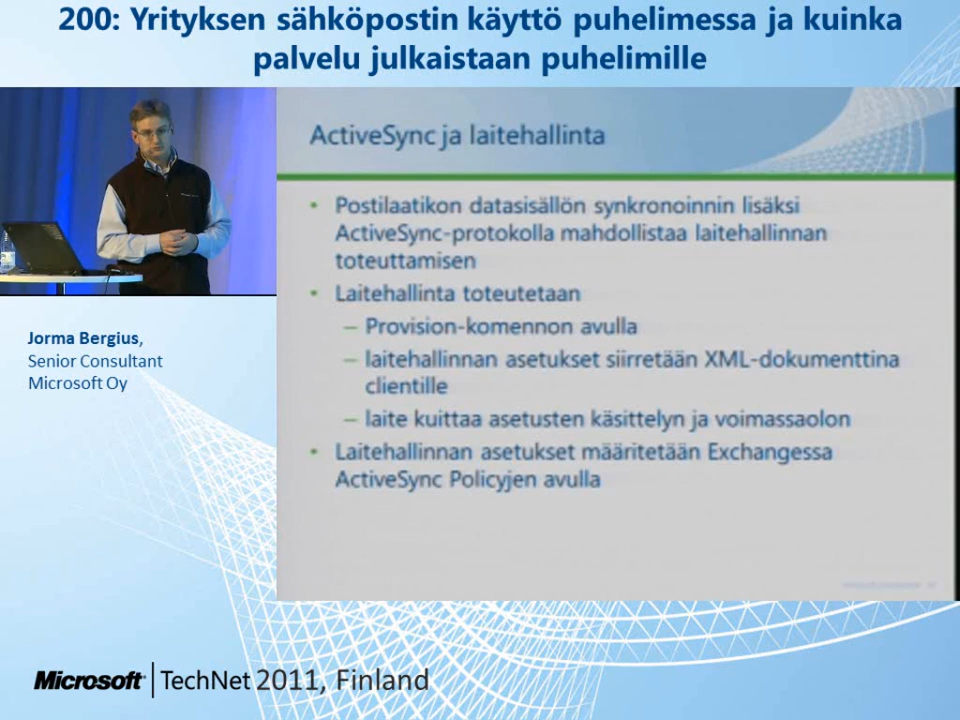 200: Yrityksen sähköpostin käyttö puhelimessa ja kuinka
palvelu julkaistaan puhelimille
ActiveSync ja laitehallinta
• Postilaatikon datasisällön synkronoinnin lisäksi
ActiveSync-protokolla mahdollistaa laitehallinnan
toteuttamisen
• Laitehallinta toteutetaan
– Provision-komennon avulla
– laitehallinnan asetukset siirretään XML-dokumenttina
clientille
– laite kuittaa asetusten käsittelyn ja voimassaolon
• Laitehallinnan asetukset määritetään Exchangessa
ActiveSync Policyjen avulla
Jorma Bergius,
Senior Consultant
Microsoft Oy
Microsoft | TechNet 2011, Finland